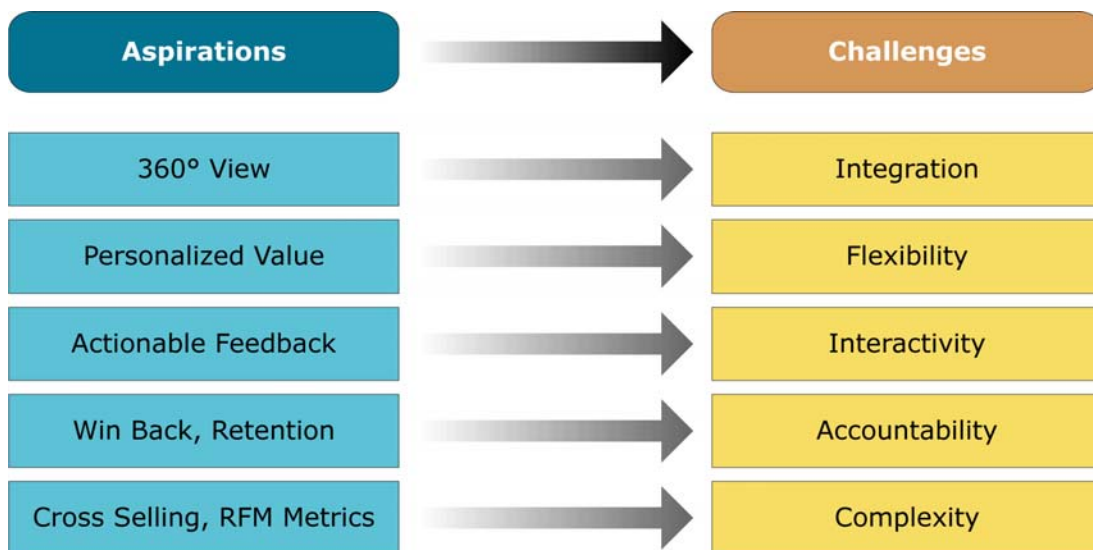 Aspirations
Challenges
360° View
Integration
Personalized Value
Flexibility
Actionable Feedback
Interactivity
Win Back, Retention
Accountability
Cross Selling, RFM Metrics
Complexity